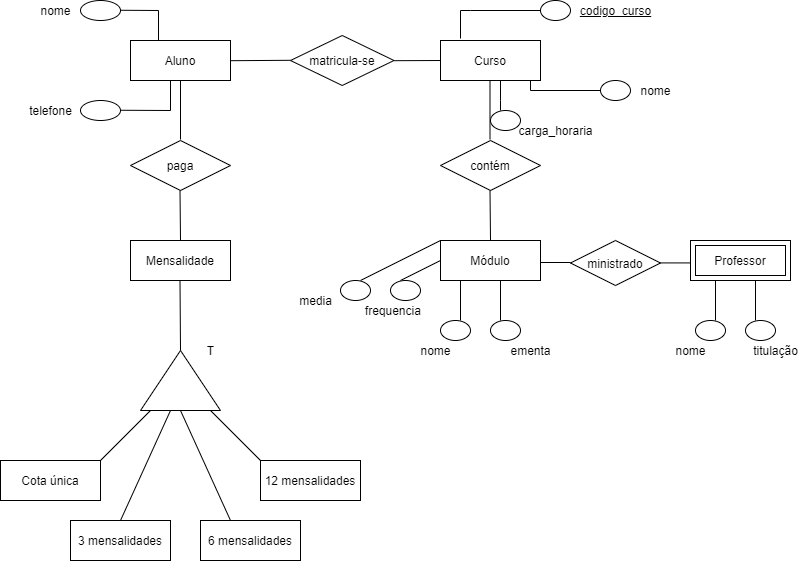 nome
codigo_curso
Aluno
matricula-se
Curso
nome
telefone
carga_horaria
paga
contém
Mensalidade
Módulo
ministrado
Professor
media
frequencia
nome
ementa
nome
titulação
T
Cota única
12 mensalidades
3 mensalidades
6 mensalidades